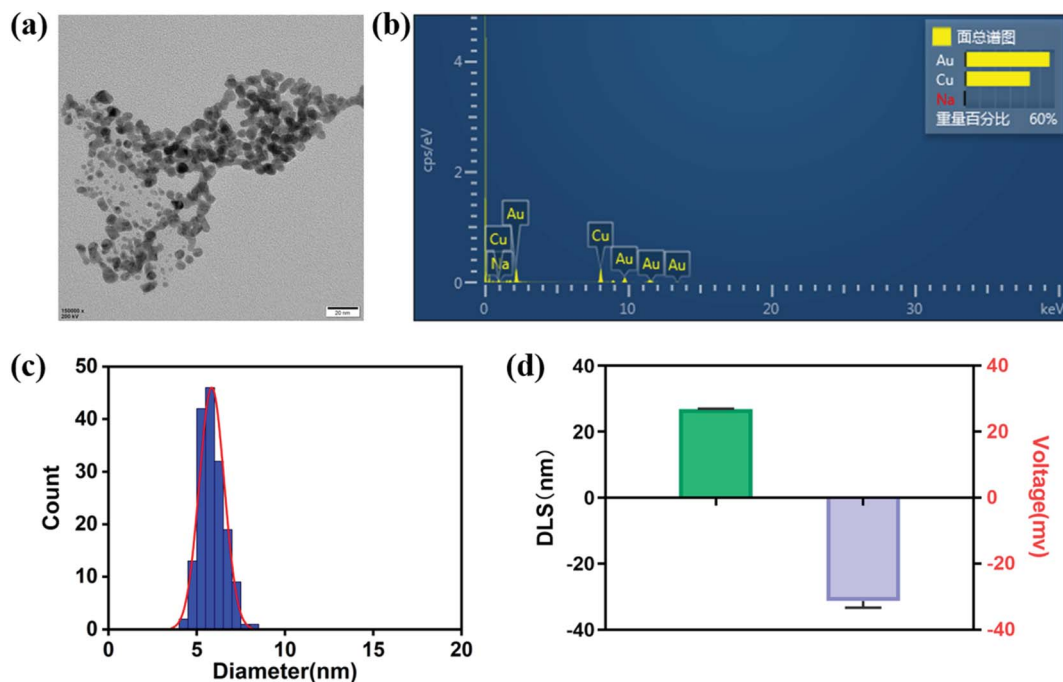 (a)
150000 x
200 kV
20 nm
(b)
面总谱图
Au
Cu
Na
重量百分比 60%
cps/eV
4
2
0
Au
Cu
Na
Cu
Au
Au
Au
0
10
20
30
keV
(c)
50
40
30
20
10
0
Count
0
5
10
15
20
Diameter(nm)
(d)
40
20
0
-20
-40
DLS(nm)
40
20
0
-20
-40
Voltage(mv)